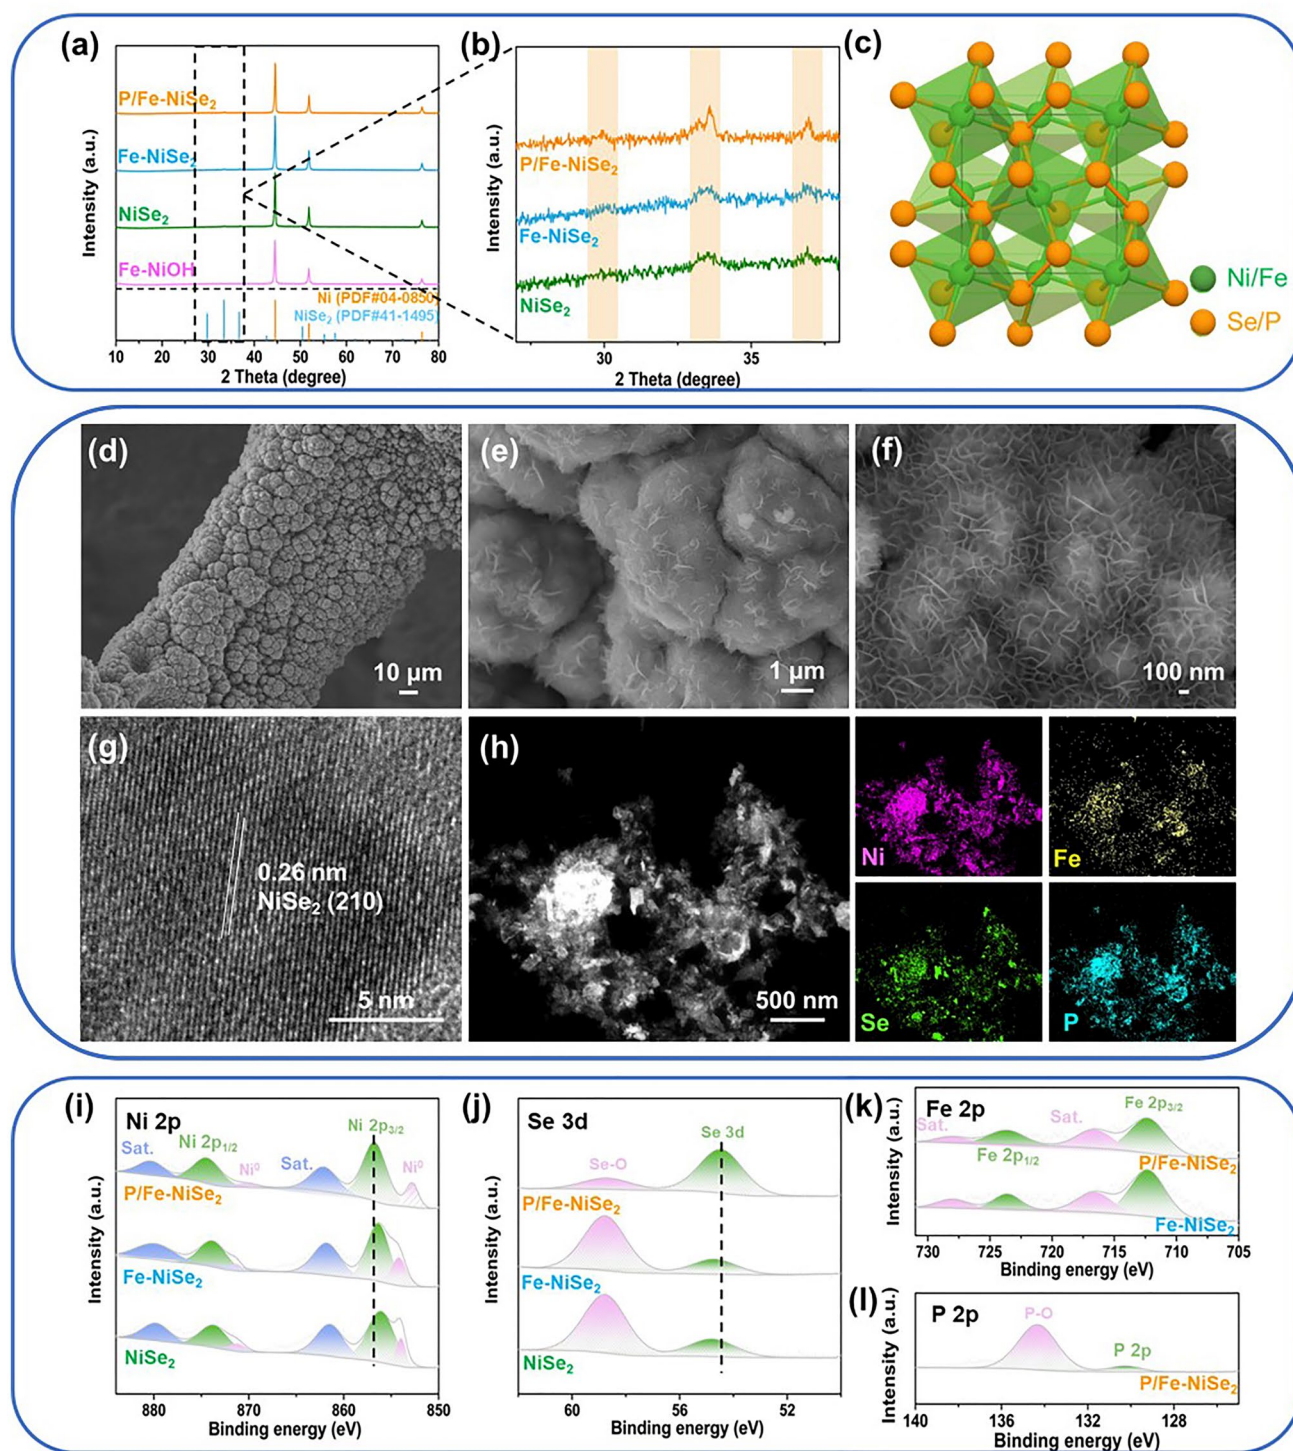 (a)
Intensity (a.u.)
P/Fe-NiSe₂
Fe-NiSe₂
NiSe₂
Fe-NiOH
Ni (PDF#04-0850)
NiSe₂ (PDF#41-1495)
10 20 30 40 50 60 70 80
2 Theta (degree)
(b)
Intensity (a.u.)
P/Fe-NiSe₂
Fe-NiSe₂
NiSe₂
30 35
2 Theta (degree)
(c)
Ni/Fe
Se/P
(d)
10 μm
(e)
1 μm
(f)
100 nm
(g)
0.26 nm
NiSe₂ (210)
5 nm
(h)
500 nm
Ni
Fe
Se
P
(i)
Ni 2p
Intensity (a.u.)
Sat.
Ni 2p₁/₂
Ni⁰
Sat.
Ni 2p₃/₂
Ni⁰
P/Fe-NiSe₂
Fe-NiSe₂
NiSe₂
880 870 860 850
Binding energy (eV)
(j)
Se 3d
Intensity (a.u.)
Se-O
Se 3d
P/Fe-NiSe₂
Fe-NiSe₂
NiSe₂
60 56 52
Binding energy (eV)
(k)
Fe 2p
Intensity (a.u.)
Sat.
Fe 2p₁/₂
Sat.
Fe 2p₃/₂
P/Fe-NiSe₂
Fe-NiSe₂
730 725 720 715 710 705
Binding energy (eV)
(l)
P 2p
Intensity (a.u.)
P-O
P 2p
P/Fe-NiSe₂
140 136 132 128
Binding energy (eV)